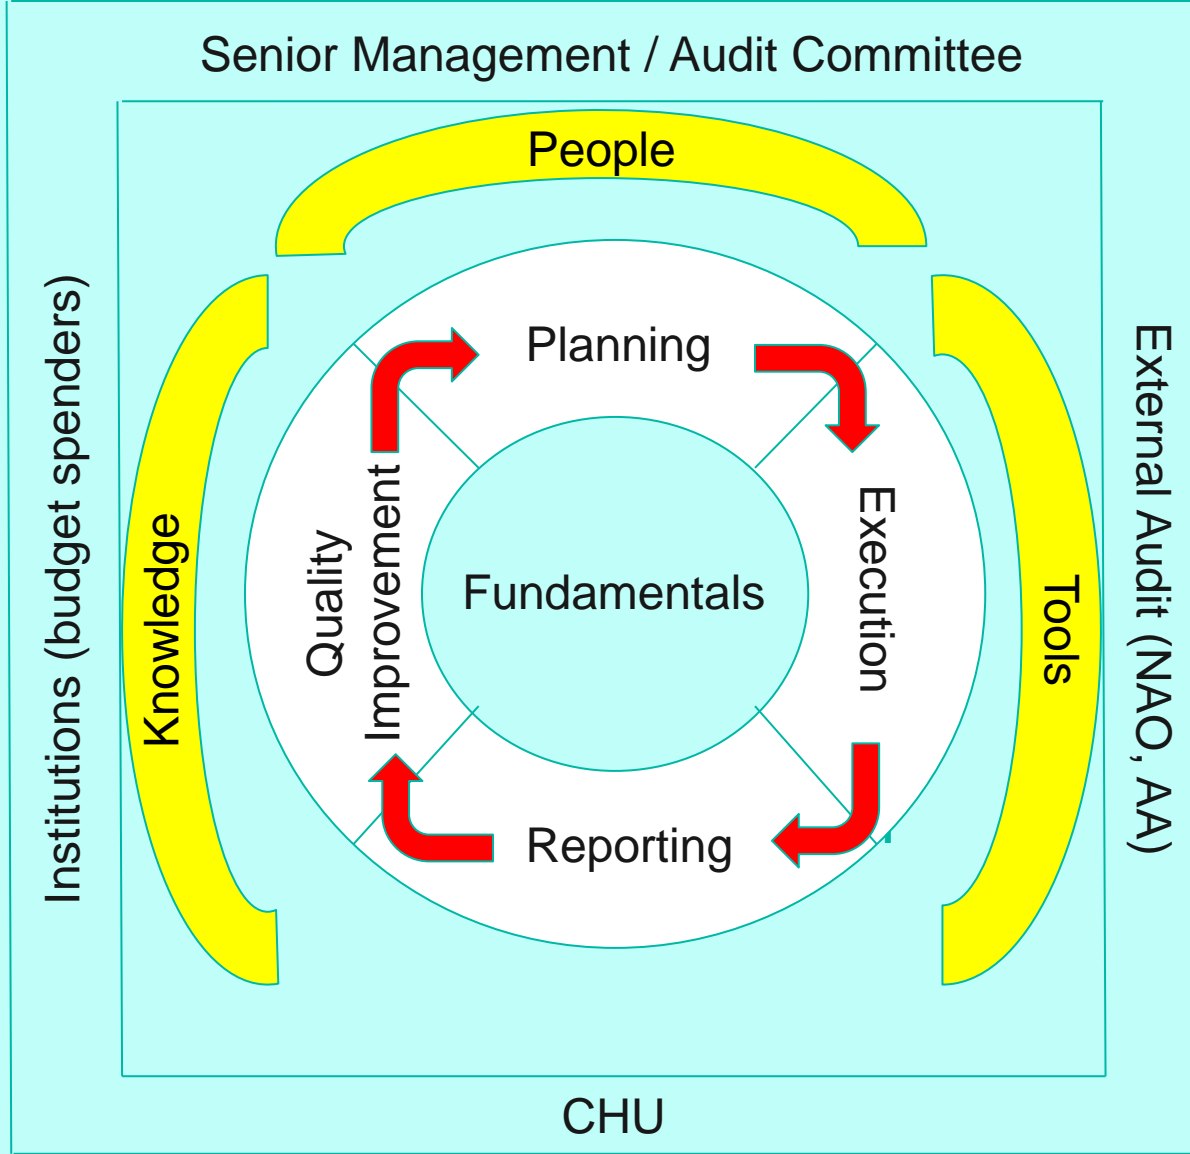 Senior Management / Audit Committee
People
Institutions (budget spenders)
Knowledge
Planning
Quality
Improvement
Fundamentals
Execution
Tools
External Audit (NAO, AA)
Reporting
CHU